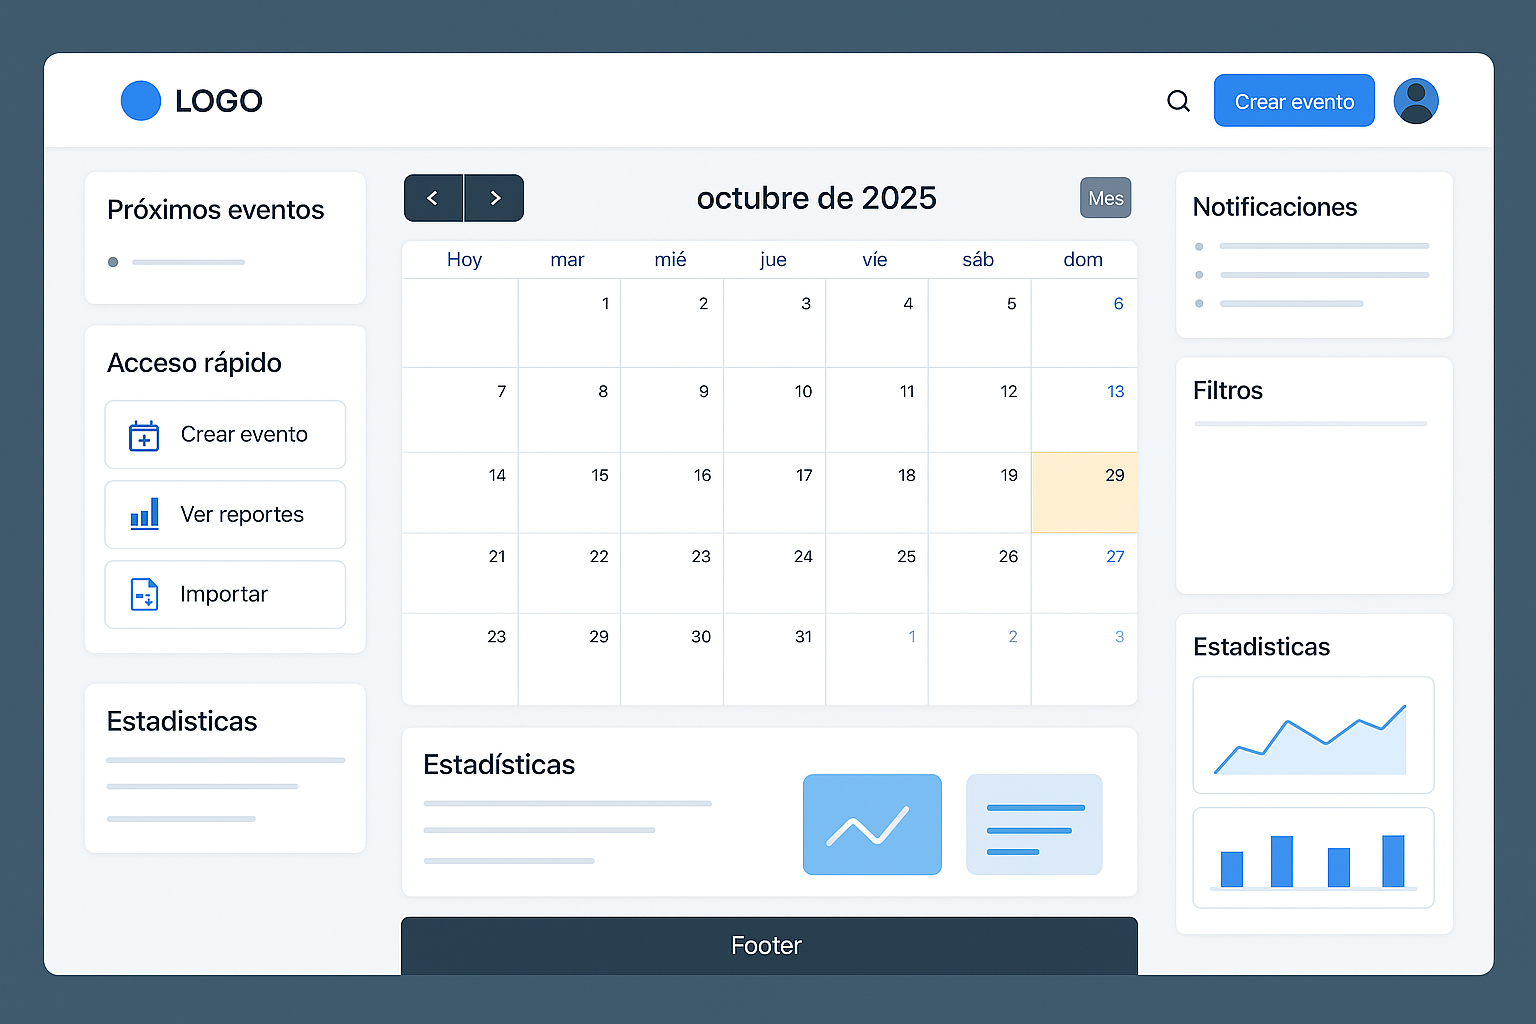 LOGO
Crear evento
Próximos eventos
Acceso rápido
Crear evento
Ver reportes
Importar
Estadisticas
octubre de 2025
Mes
Hoy mar mié jue víe sáb dom
1 2 3 4 5 6
7 8 9 10 11 12 13
14 15 16 17 18 19 29
21 22 23 24 25 26 27
23 29 30 31 1 2 3
Estadísticas
Footer
Notificaciones
Filtros
Estadisticas